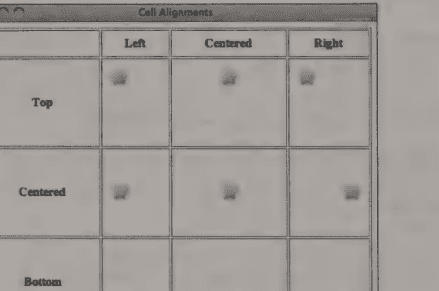 Cell Alignments
Left Centered Right
Top
Centered
Bottom